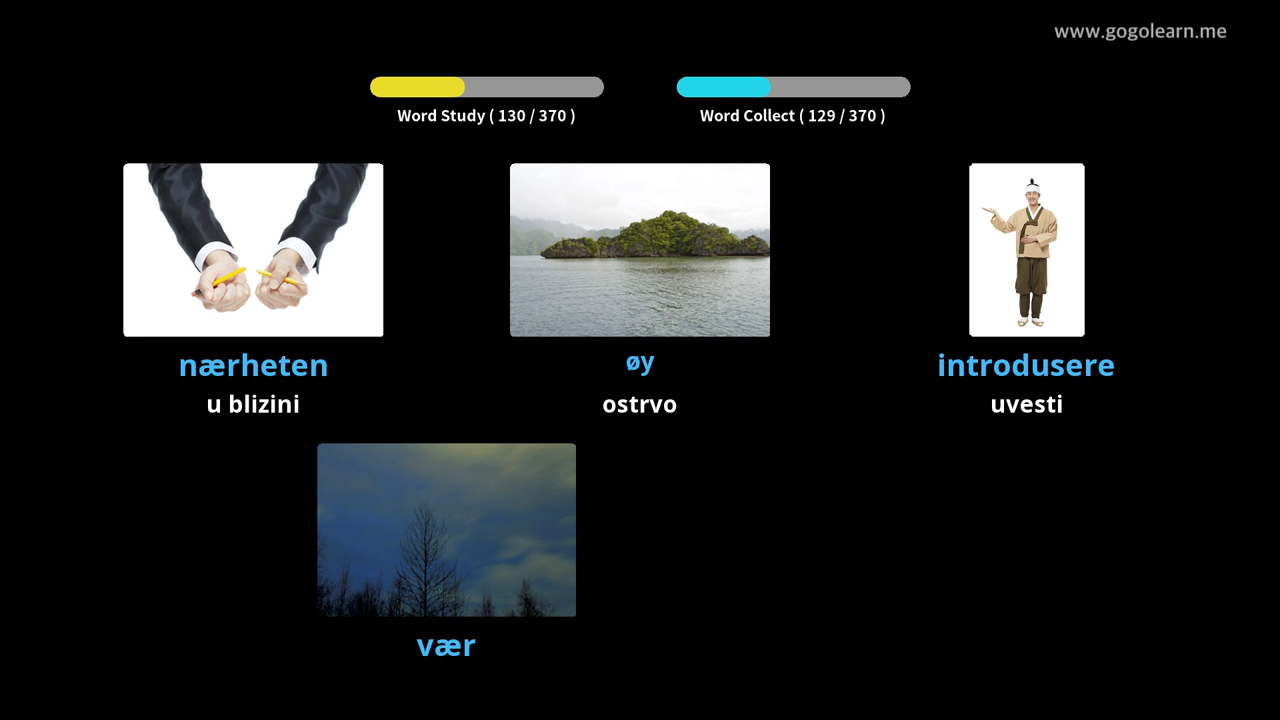 www.gogolearn.me
Word Study ( 130 / 370 )
Word Collect ( 129 / 370 )
nærheten
u blizini
øy
ostrvo
introdusere
uvesti
vær